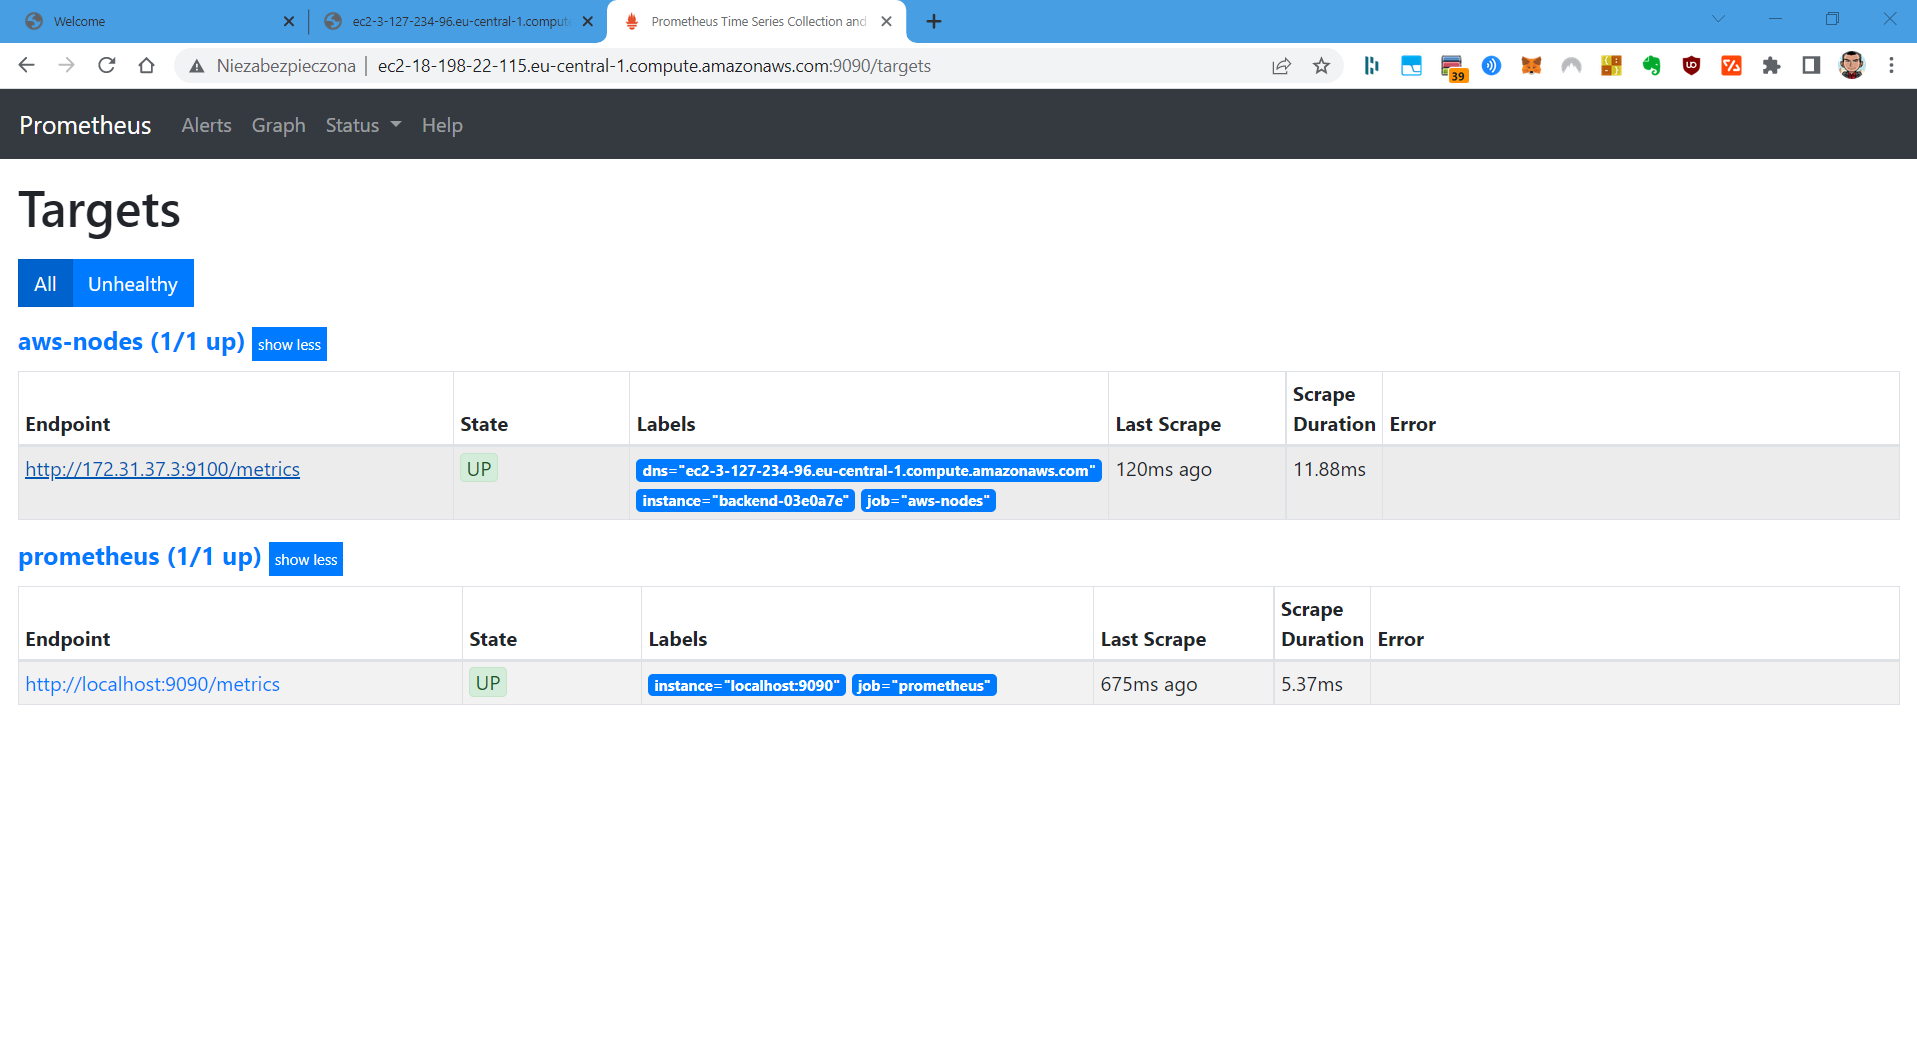 Welcome
ec2-3-127-234-96.eu-central-1.compute
Prometheus Time Series Collection and
Niezabezpieczona | ec2-18-198-22-115.eu-central-1.compute.amazonaws.com:9090/targets
39
Prometheus Alerts Graph Status Help
Targets
All Unhealthy
aws-nodes (1/1 up) show less
Endpoint State Labels Last Scrape Scrape Duration Error
http://172.31.37.3:9100/metrics UP dns="ec2-3-127-234-96.eu-central-1.compute.amazonaws.com" 120ms ago 11.88ms
instance="backend-03e0a7e" job="aws-nodes"
prometheus (1/1 up) show less
Endpoint State Labels Last Scrape Scrape Duration Error
http://localhost:9090/metrics UP instance="localhost:9090" job="prometheus" 675ms ago 5.37ms